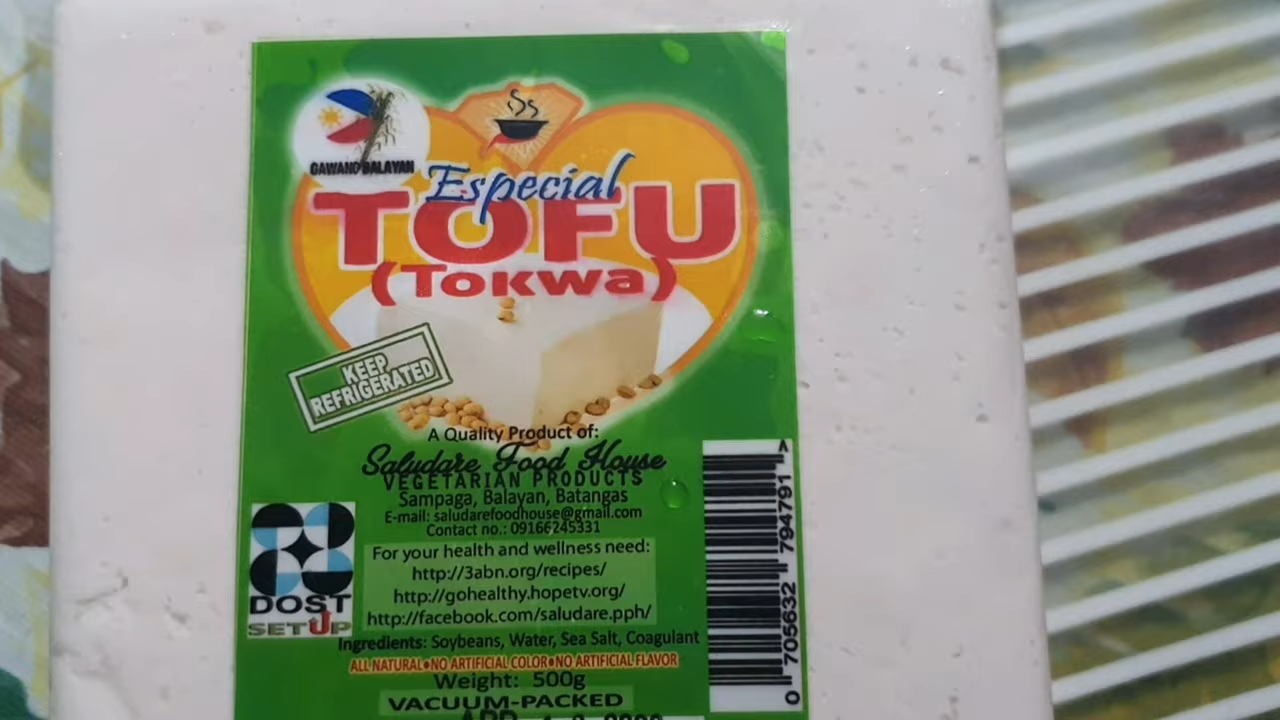 GAWANG BALAYAN
Especial
TOFU
(Tokwa)
KEEP
REFRIGERATED
A Quality Product of:
Saludare Food House
VEGETARIAN PRODUCTS
Sampaga, Balayan, Batangas
E-mail: saludarefoodhouse@gmail.com
Contact no.: 09166245331
For your health and wellness need:
http://3abn.org/recipes/
http://gohealthy.hopetv.org/
http://facebook.com/saludare.pph/
DOST
SETUP
Ingredients: Soybeans, Water, Sea Salt, Coagulant
ALL NATURAL•NO ARTIFICIAL COLOR•NO ARTIFICIAL FLAVOR
Weight: 500g
VACUUM-PACKED
0 705632 794791 >